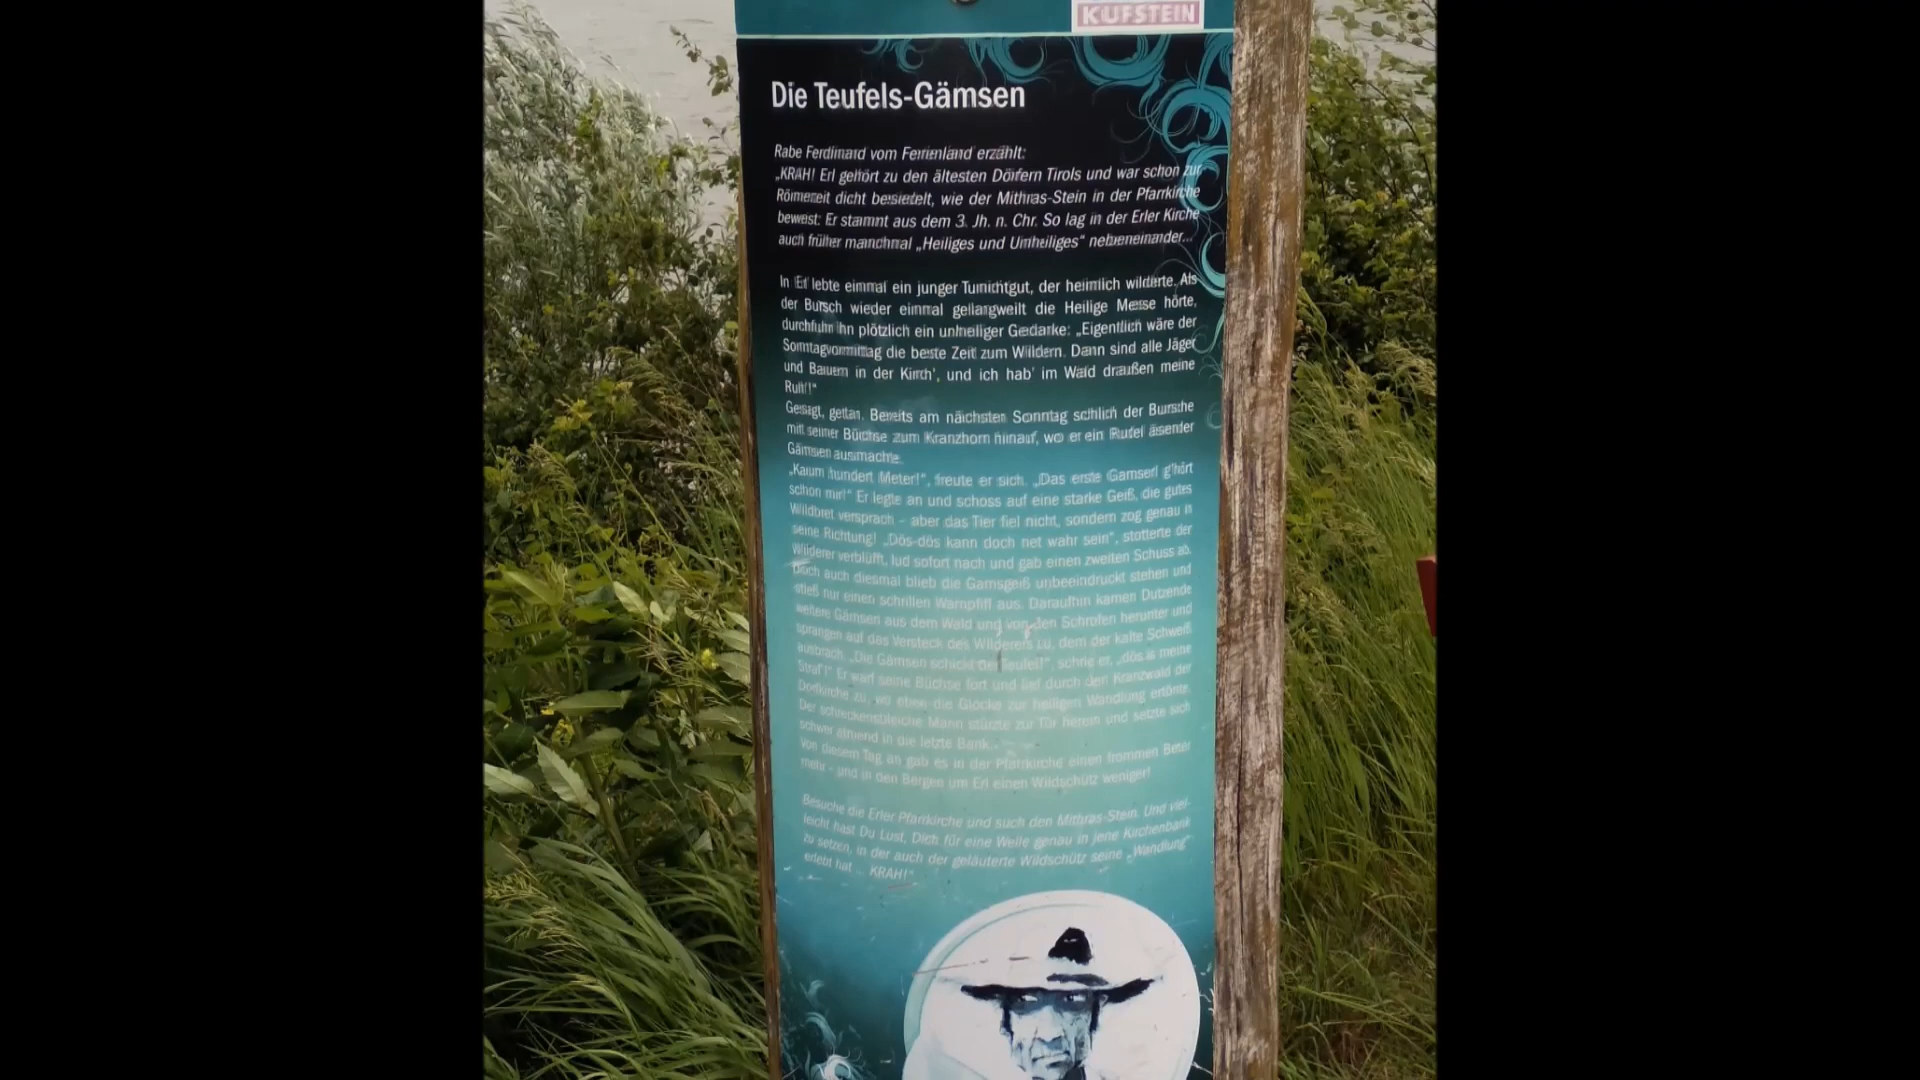 KUFSTEIN
Die Teufels-Gämsen
Rabe Ferdinand vom Ferienland erzählt:
„KRAH! Erl gehört zu den ältesten Dörfern Tirols und war schon zur
Römerzeit dicht besiedelt, wie der Mithras-Stein in der Pfarrkirche
beweist: Er stammt aus dem 3. Jh. n. Chr. So lag in der Erler Kirche
auch früher manchmal „Heiliges und Unheiliges“ nebeneinander...
In Erl lebte einmal ein junger Tunichtgut, der heimlich wilderte. Als
der Bursch wieder einmal gelangweilt die Heilige Messe hörte,
durchfuhr ihn plötzlich ein unheiliger Gedanke: „Eigentlich wäre der
Sonntagvormittag die beste Zeit zum Wildern. Dann sind alle Jäger
und Bauern in der Kirch’, und ich hab’ im Wald draußen meine
Ruh!“
Gesagt, getan. Bereits am nächsten Sonntag schlich der Bursche
mit seiner Büchse zum Kranzhorn hinauf, wo er ein Rudel äsender
Gämsen ausmachte.
„Kaum hundert Meter!“, freute er sich. „Das erste Gamserl g’hört
schon mir!“ Er legte an und schoss auf eine starke Geiß, die gutes
Wildbret versprach – aber das Tier fiel nicht, sondern zog genau in
seine Richtung! „Dös-dös kann doch net wahr sein“, stotterte der
Wilderer verblüfft, lud sofort nach und gab einen zweiten Schuss ab.
Doch auch diesmal blieb die Gamsgeiß unbeeindruckt stehen und
stieß nur einen schrillen Warnpfiff aus. Daraufhin kamen Dutzende
weitere Gämsen aus dem Wald und von den Schrofen herunter und
sprangen auf das Versteck des Wilderers zu, dem der kalte Schweiß
ausbrach. „Die Gämsen schickt der Teufel!“, schrie er, „dös is meine
Straf’!“ Er warf seine Büchse fort und lief durch den Kranzwald der
Dorfkirche zu, wo eben die Glocke zur heiligen Wandlung ertönte.
Der schreckensbleiche Mann stürzte zur Tür herein und setzte sich
schwer atmend in die letzte Bank.
Von diesem Tag an gab es in der Pfarrkirche einen frommen Beter
mehr - und in den Bergen um Erl einen Wildschütz weniger!
Besuche die Erler Pfarrkirche und such den Mithras-Stein. Und viel-
leicht hast Du Lust, Dich für eine Weile genau in jene Kirchenbank
zu setzen, in der auch der geläuterte Wildschütz seine „Wandlung“
erlebt hat ... KRAH!“